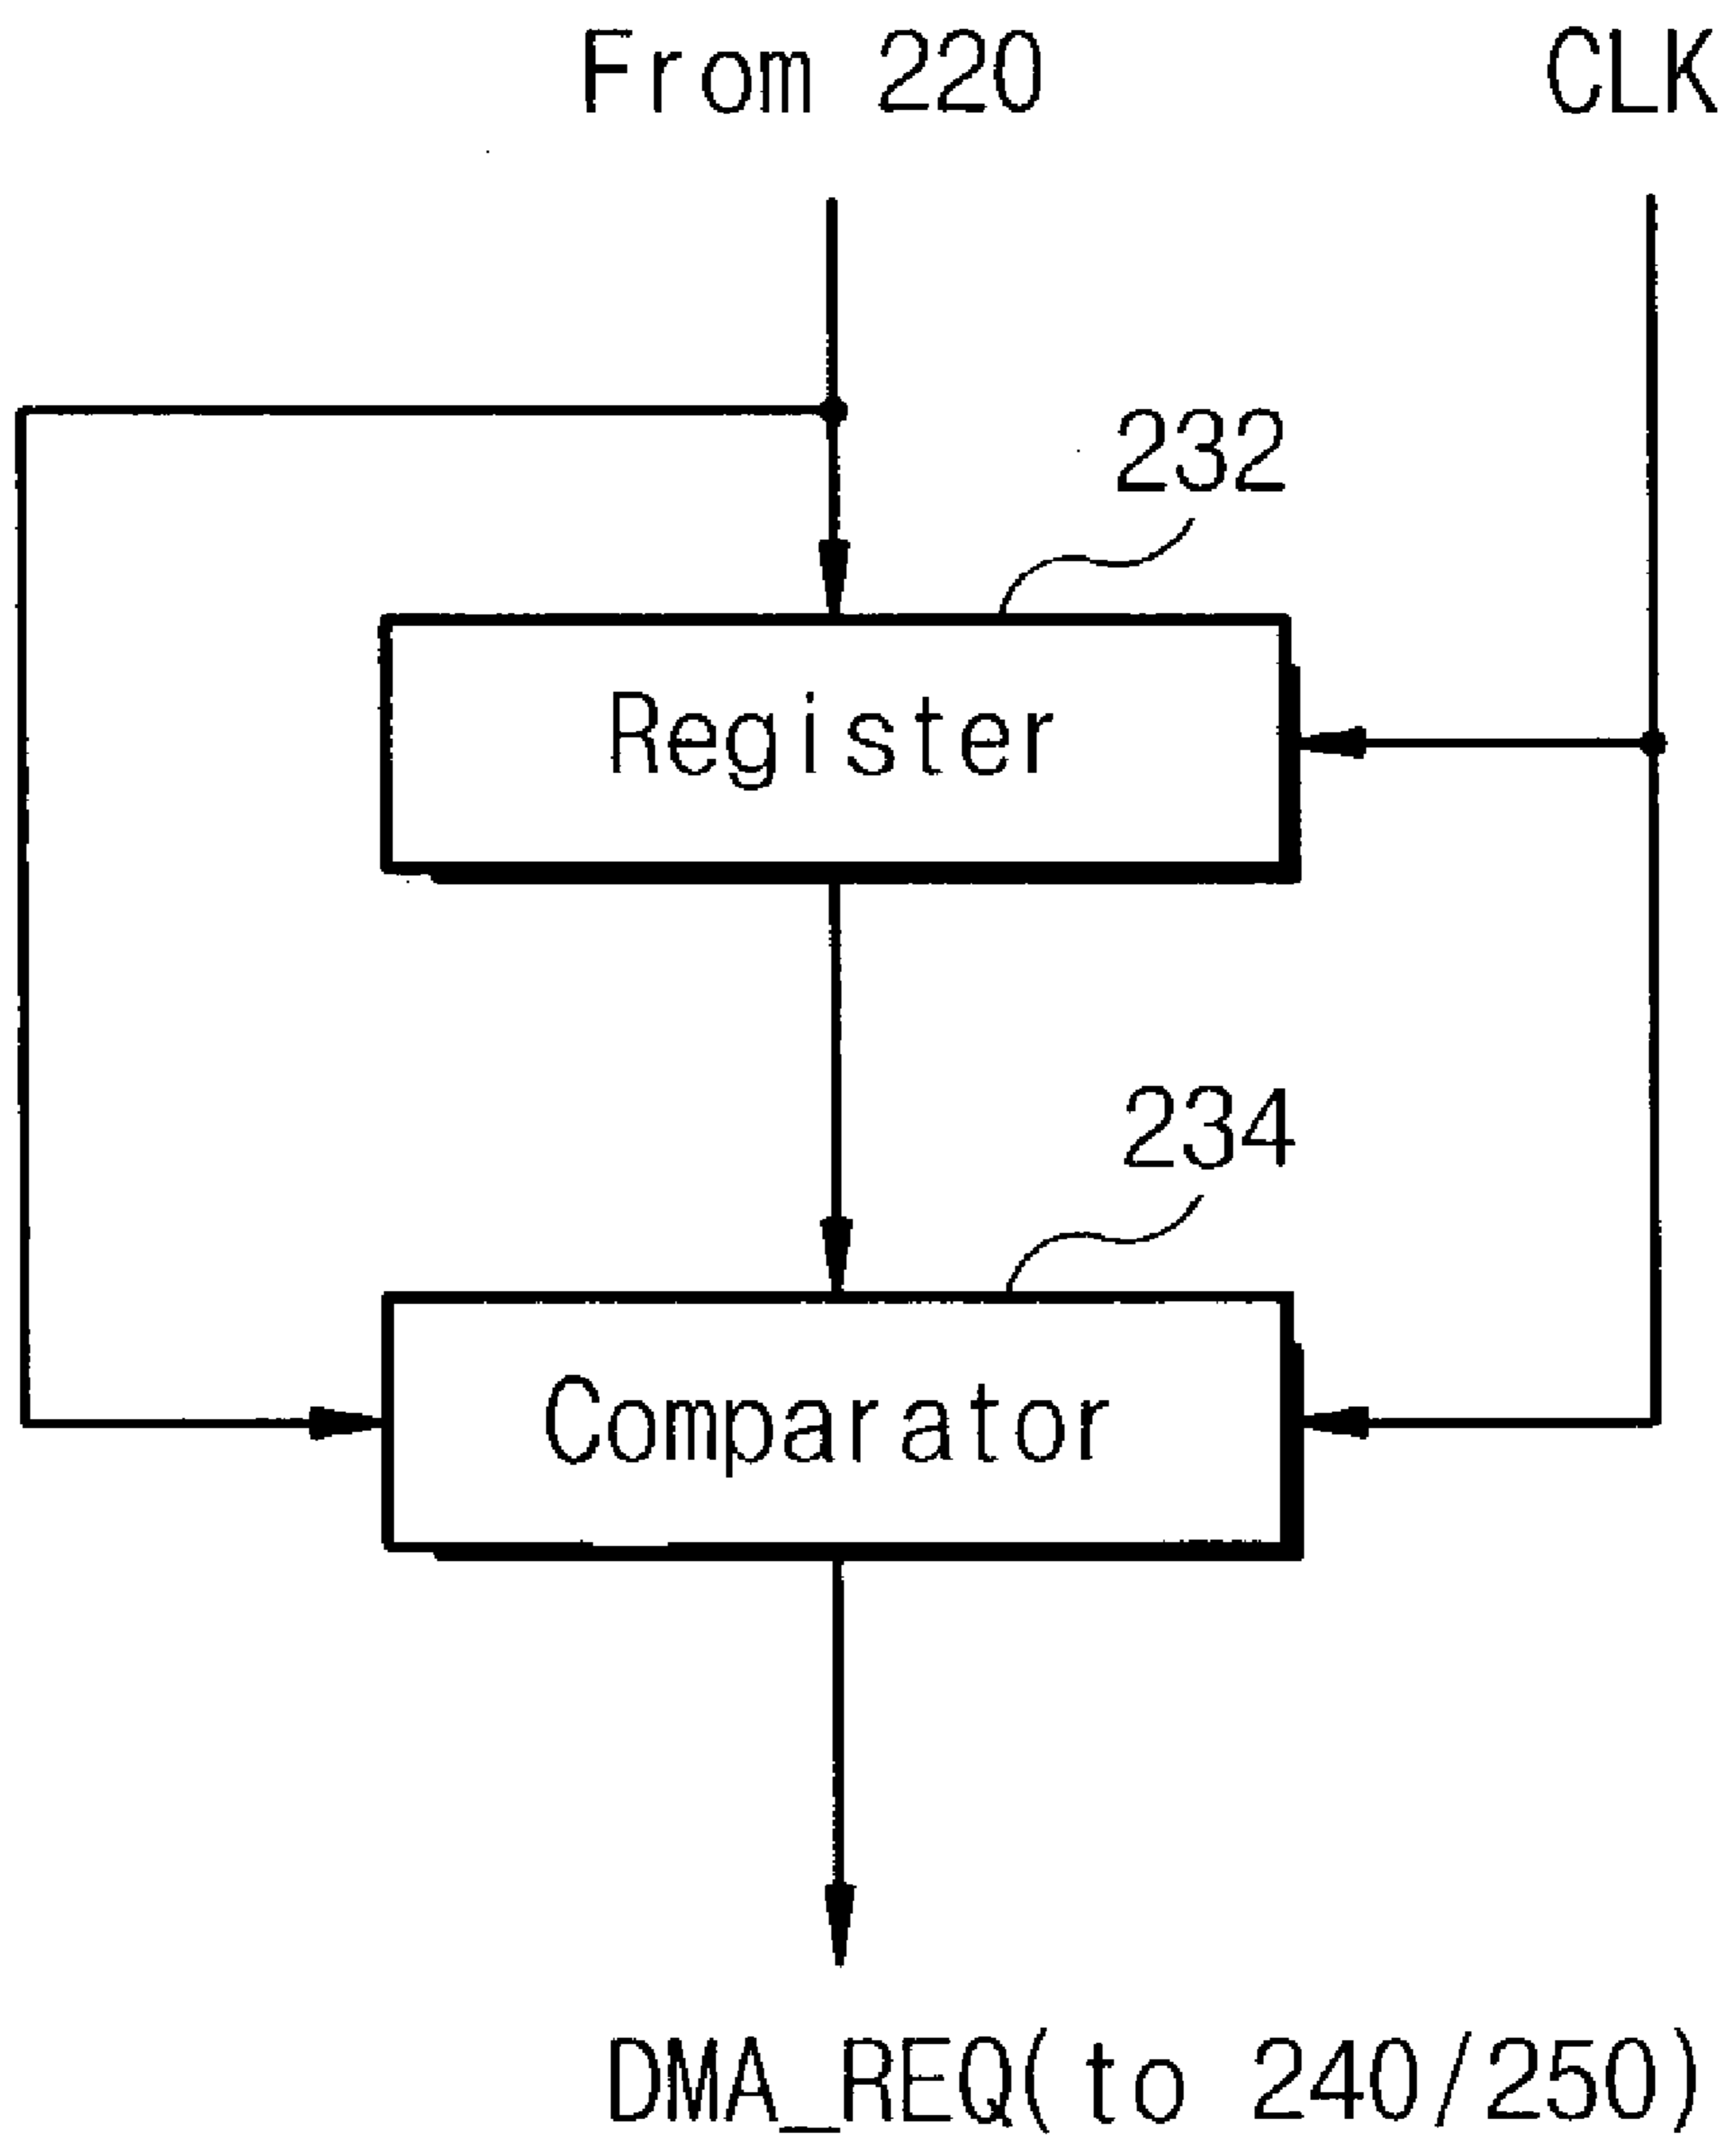 From 220
CLK
232
Register
234
Comparator
DMA_REQ(to 240/250)